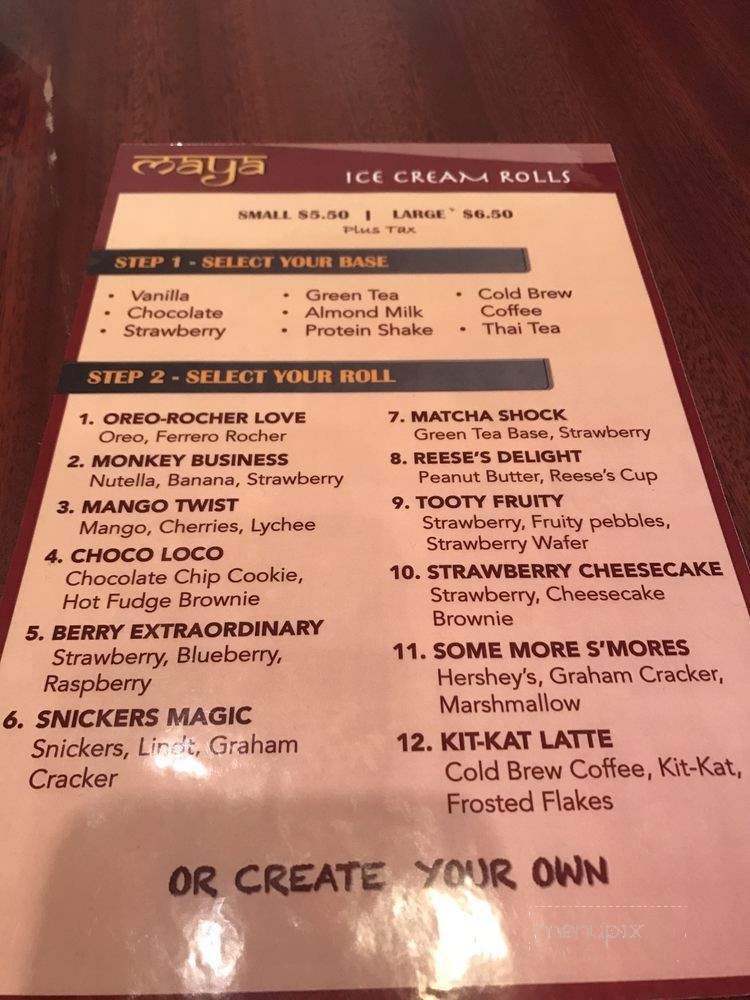 maya
ICE CREAM ROLLS
SMALL $5.50 | LARGE $6.50
Plus Tax
STEP 1 - SELECT YOUR BASE
• Vanilla
• Chocolate
• Strawberry
• Green Tea
• Almond Milk
• Protein Shake
• Cold Brew
Coffee
• Thai Tea
STEP 2 - SELECT YOUR ROLL
1. OREO-ROCHER LOVE
Oreo, Ferrero Rocher
2. MONKEY BUSINESS
Nutella, Banana, Strawberry
3. MANGO TWIST
Mango, Cherries, Lychee
4. CHOCO LOCO
Chocolate Chip Cookie,
Hot Fudge Brownie
5. BERRY EXTRAORDINARY
Strawberry, Blueberry,
Raspberry
6. SNICKERS MAGIC
Snickers, Lindt, Graham
Cracker
7. MATCHA SHOCK
Green Tea Base, Strawberry
8. REESE'S DELIGHT
Peanut Butter, Reese's Cup
9. TOOTY FRUITY
Strawberry, Fruity pebbles,
Strawberry Wafer
10. STRAWBERRY CHEESECAKE
Strawberry, Cheesecake
Brownie
11. SOME MORE S'MORES
Hershey's, Graham Cracker,
Marshmallow
12. KIT-KAT LATTE
Cold Brew Coffee, Kit-Kat,
Frosted Flakes
OR CREATE YOUR OWN
menupix